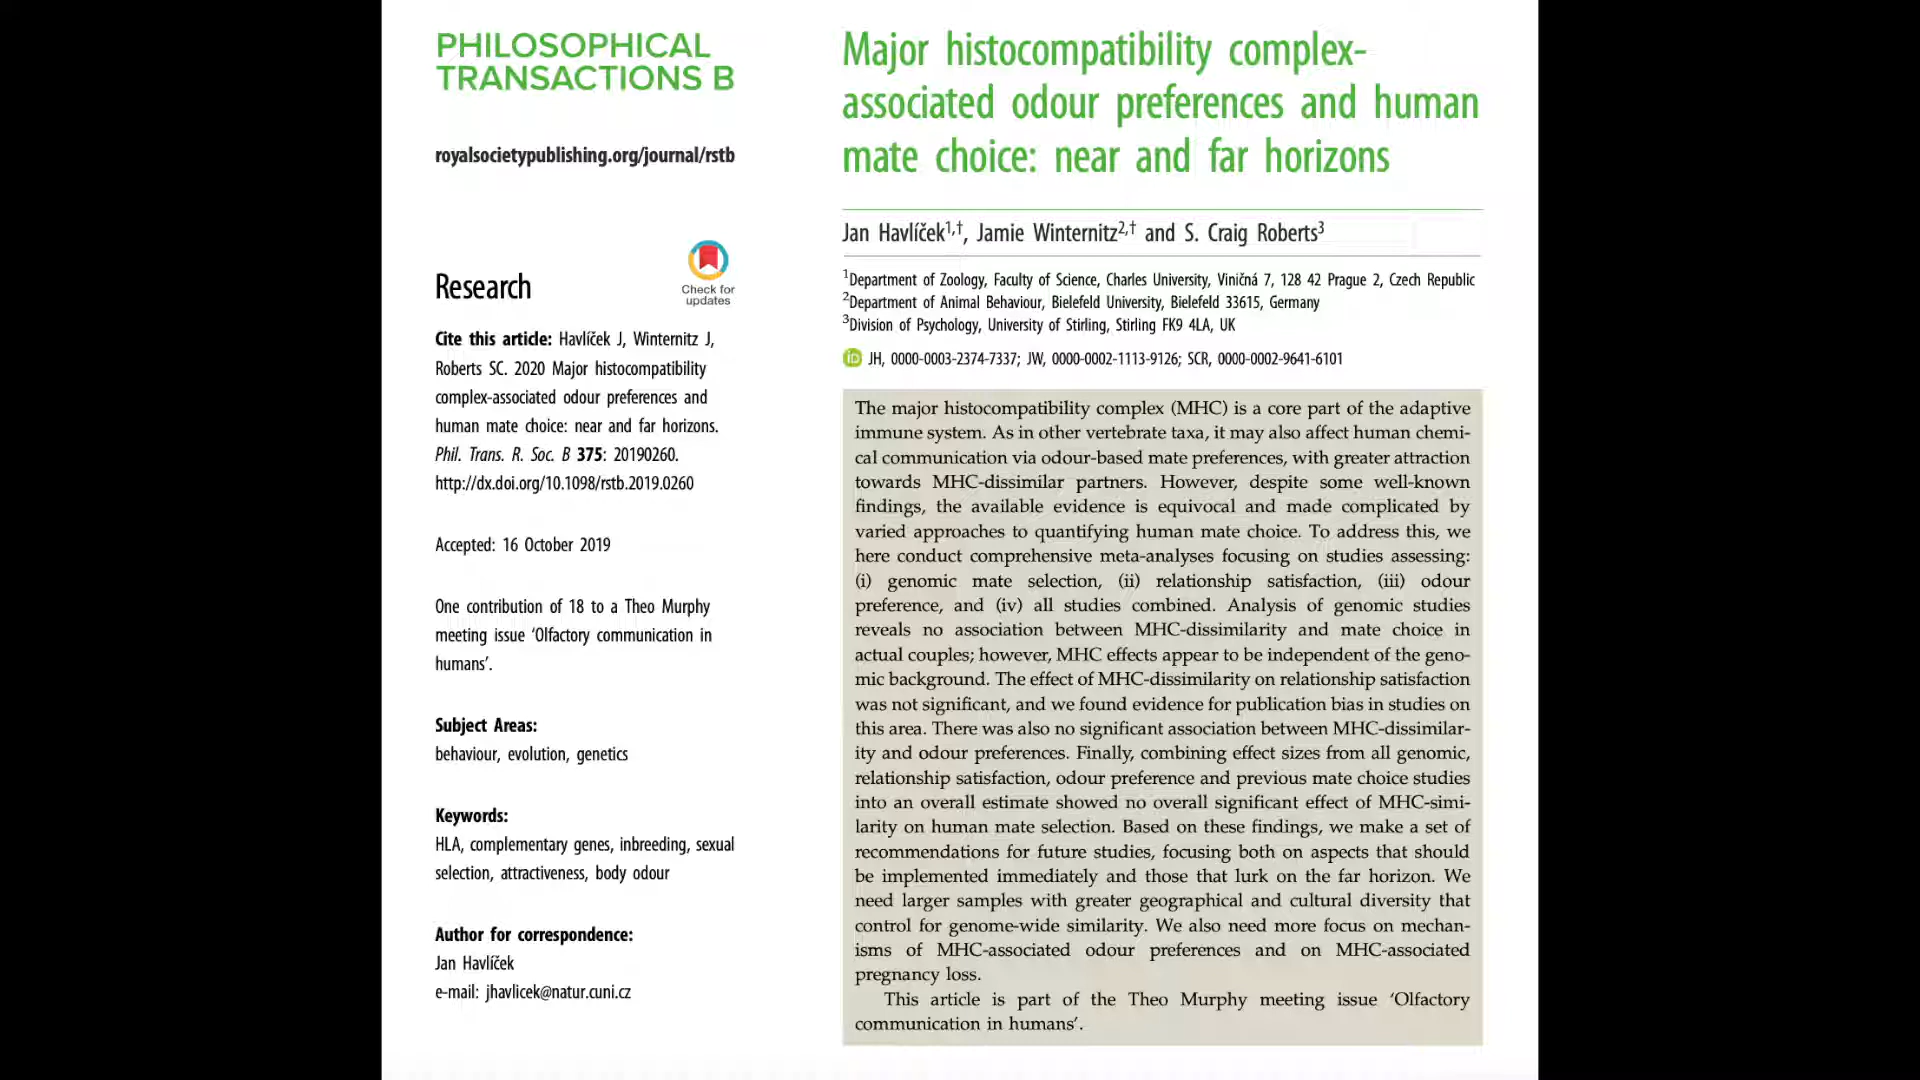 PHILOSOPHICAL
TRANSACTIONS B
royalsocietypublishing.org/journal/rstb
Research
Check for
updates
Cite this article: Havlíček J, Winternitz J,
Roberts SC. 2020 Major histocompatibility
complex-associated odour preferences and
human mate choice: near and far horizons.
Phil. Trans. R. Soc. B 375: 20190260.
http://dx.doi.org/10.1098/rstb.2019.0260
Accepted: 16 October 2019
One contribution of 18 to a Theo Murphy
meeting issue ‘Olfactory communication in
humans’.
Subject Areas:
behaviour, evolution, genetics
Keywords:
HLA, complementary genes, inbreeding, sexual
selection, attractiveness, body odour
Author for correspondence:
Jan Havlíček
e-mail: jhavlicek@natur.cuni.cz
Major histocompatibility complex-
associated odour preferences and human
mate choice: near and far horizons
Jan Havlíček1,†, Jamie Winternitz2,† and S. Craig Roberts3
1Department of Zoology, Faculty of Science, Charles University, Viničná 7, 128 42 Prague 2, Czech Republic
2Department of Animal Behaviour, Bielefeld University, Bielefeld 33615, Germany
3Division of Psychology, University of Stirling, Stirling FK9 4LA, UK
iD JH, 0000-0003-2374-7337; JW, 0000-0002-1113-9126; SCR, 0000-0002-9641-6101
The major histocompatibility complex (MHC) is a core part of the adaptive
immune system. As in other vertebrate taxa, it may also affect human chemi-
cal communication via odour-based mate preferences, with greater attraction
towards MHC-dissimilar partners. However, despite some well-known
findings, the available evidence is equivocal and made complicated by
varied approaches to quantifying human mate choice. To address this, we
here conduct comprehensive meta-analyses focusing on studies assessing:
(i) genomic mate selection, (ii) relationship satisfaction, (iii) odour
preference, and (iv) all studies combined. Analysis of genomic studies
reveals no association between MHC-dissimilarity and mate choice in
actual couples; however, MHC effects appear to be independent of the geno-
mic background. The effect of MHC-dissimilarity on relationship satisfaction
was not significant, and we found evidence for publication bias in studies on
this area. There was also no significant association between MHC-dissimilar-
ity and odour preferences. Finally, combining effect sizes from all genomic,
relationship satisfaction, odour preference and previous mate choice studies
into an overall estimate showed no overall significant effect of MHC-simi-
larity on human mate selection. Based on these findings, we make a set of
recommendations for future studies, focusing both on aspects that should
be implemented immediately and those that lurk on the far horizon. We
need larger samples with greater geographical and cultural diversity that
control for genome-wide similarity. We also need more focus on mechan-
isms of MHC-associated odour preferences and on MHC-associated
pregnancy loss.
This article is part of the Theo Murphy meeting issue ‘Olfactory
communication in humans’.